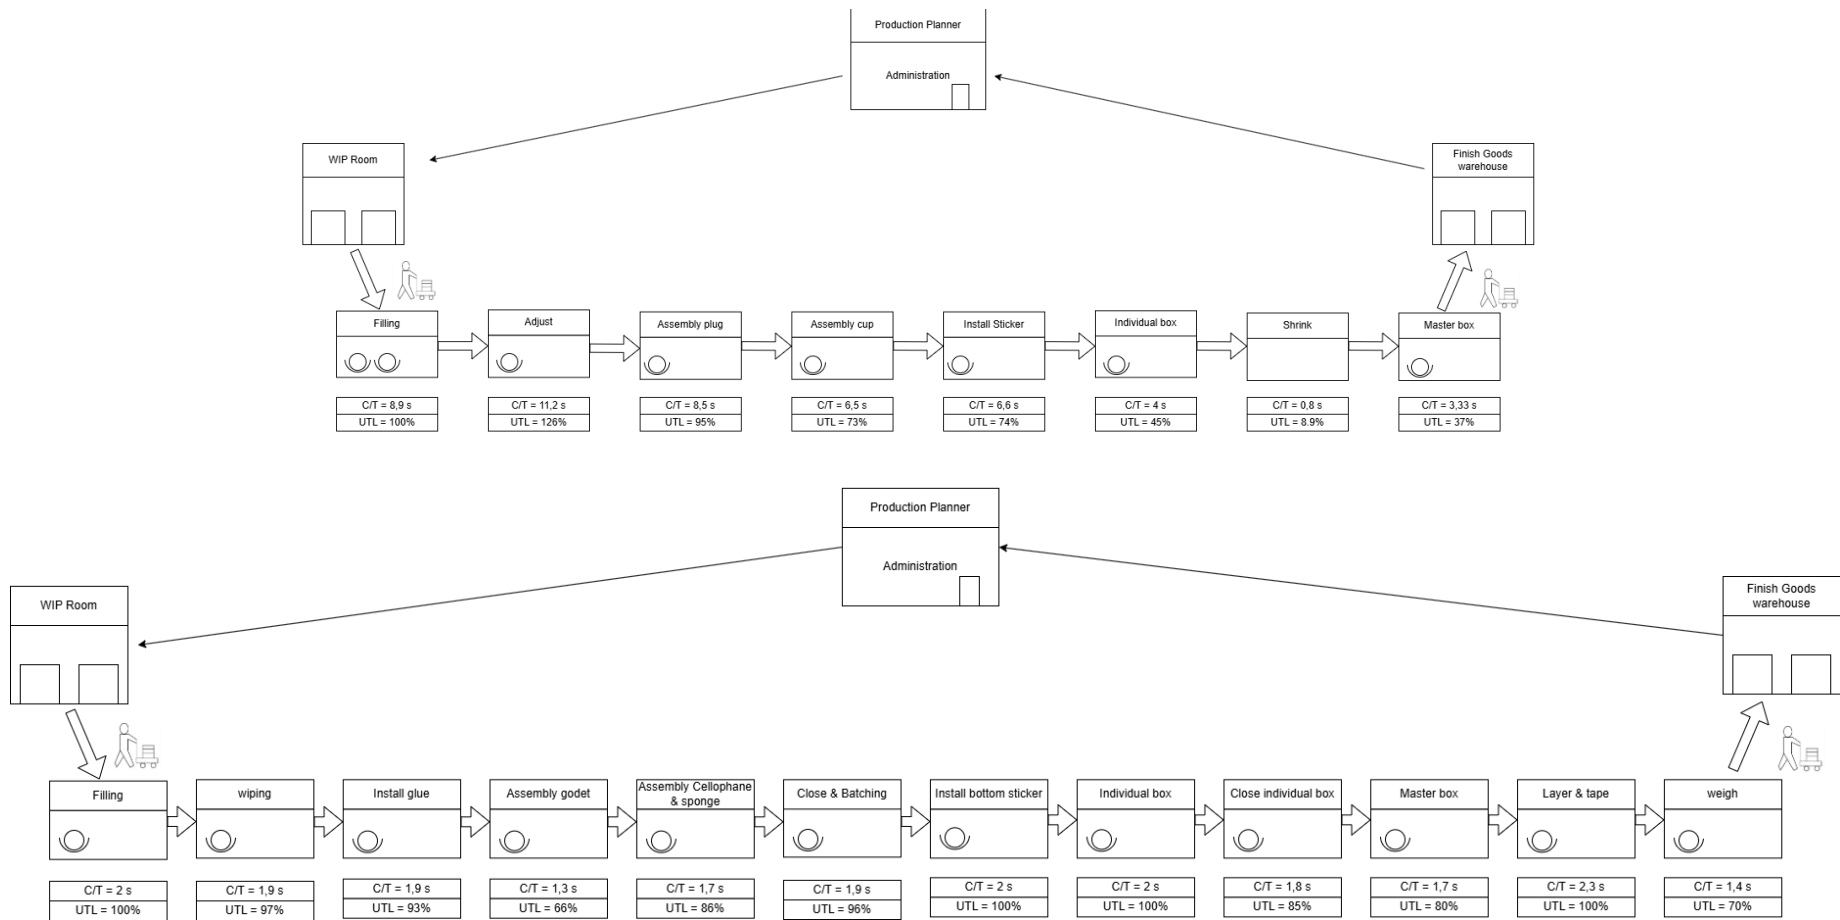 Production Planner
Administration
WIP Room
Finish Goods
warehouse
Filling
Adjust
Assembly plug
Assembly cup
Install Sticker
Individual box
Shrink
Master box
C/T = 8,9 s
UTL = 100%
C/T = 11,2 s
UTL = 126%
C/T = 8,5 s
UTL = 95%
C/T = 6,5 s
UTL = 73%
C/T = 6,6 s
UTL = 74%
C/T = 4 s
UTL = 45%
C/T = 0,8 s
UTL = 8.9%
C/T = 3,33 s
UTL = 37%
Production Planner
Administration
WIP Room
Finish Goods
warehouse
Filling
wiping
Install glue
Assembly godet
Assembly Cellophane
& sponge
Close & Batching
Install bottom sticker
Individual box
Close individual box
Master box
Layer & tape
weigh
C/T = 2 s
UTL = 100%
C/T = 1,9 s
UTL = 97%
C/T = 1,9 s
UTL = 93%
C/T = 1,3 s
UTL = 66%
C/T = 1,7 s
UTL = 86%
C/T = 1,9 s
UTL = 96%
C/T = 2 s
UTL = 100%
C/T = 2 s
UTL = 100%
C/T = 1,8 s
UTL = 85%
C/T = 1,7 s
UTL = 80%
C/T = 2,3 s
UTL = 100%
C/T = 1,4 s
UTL = 70%